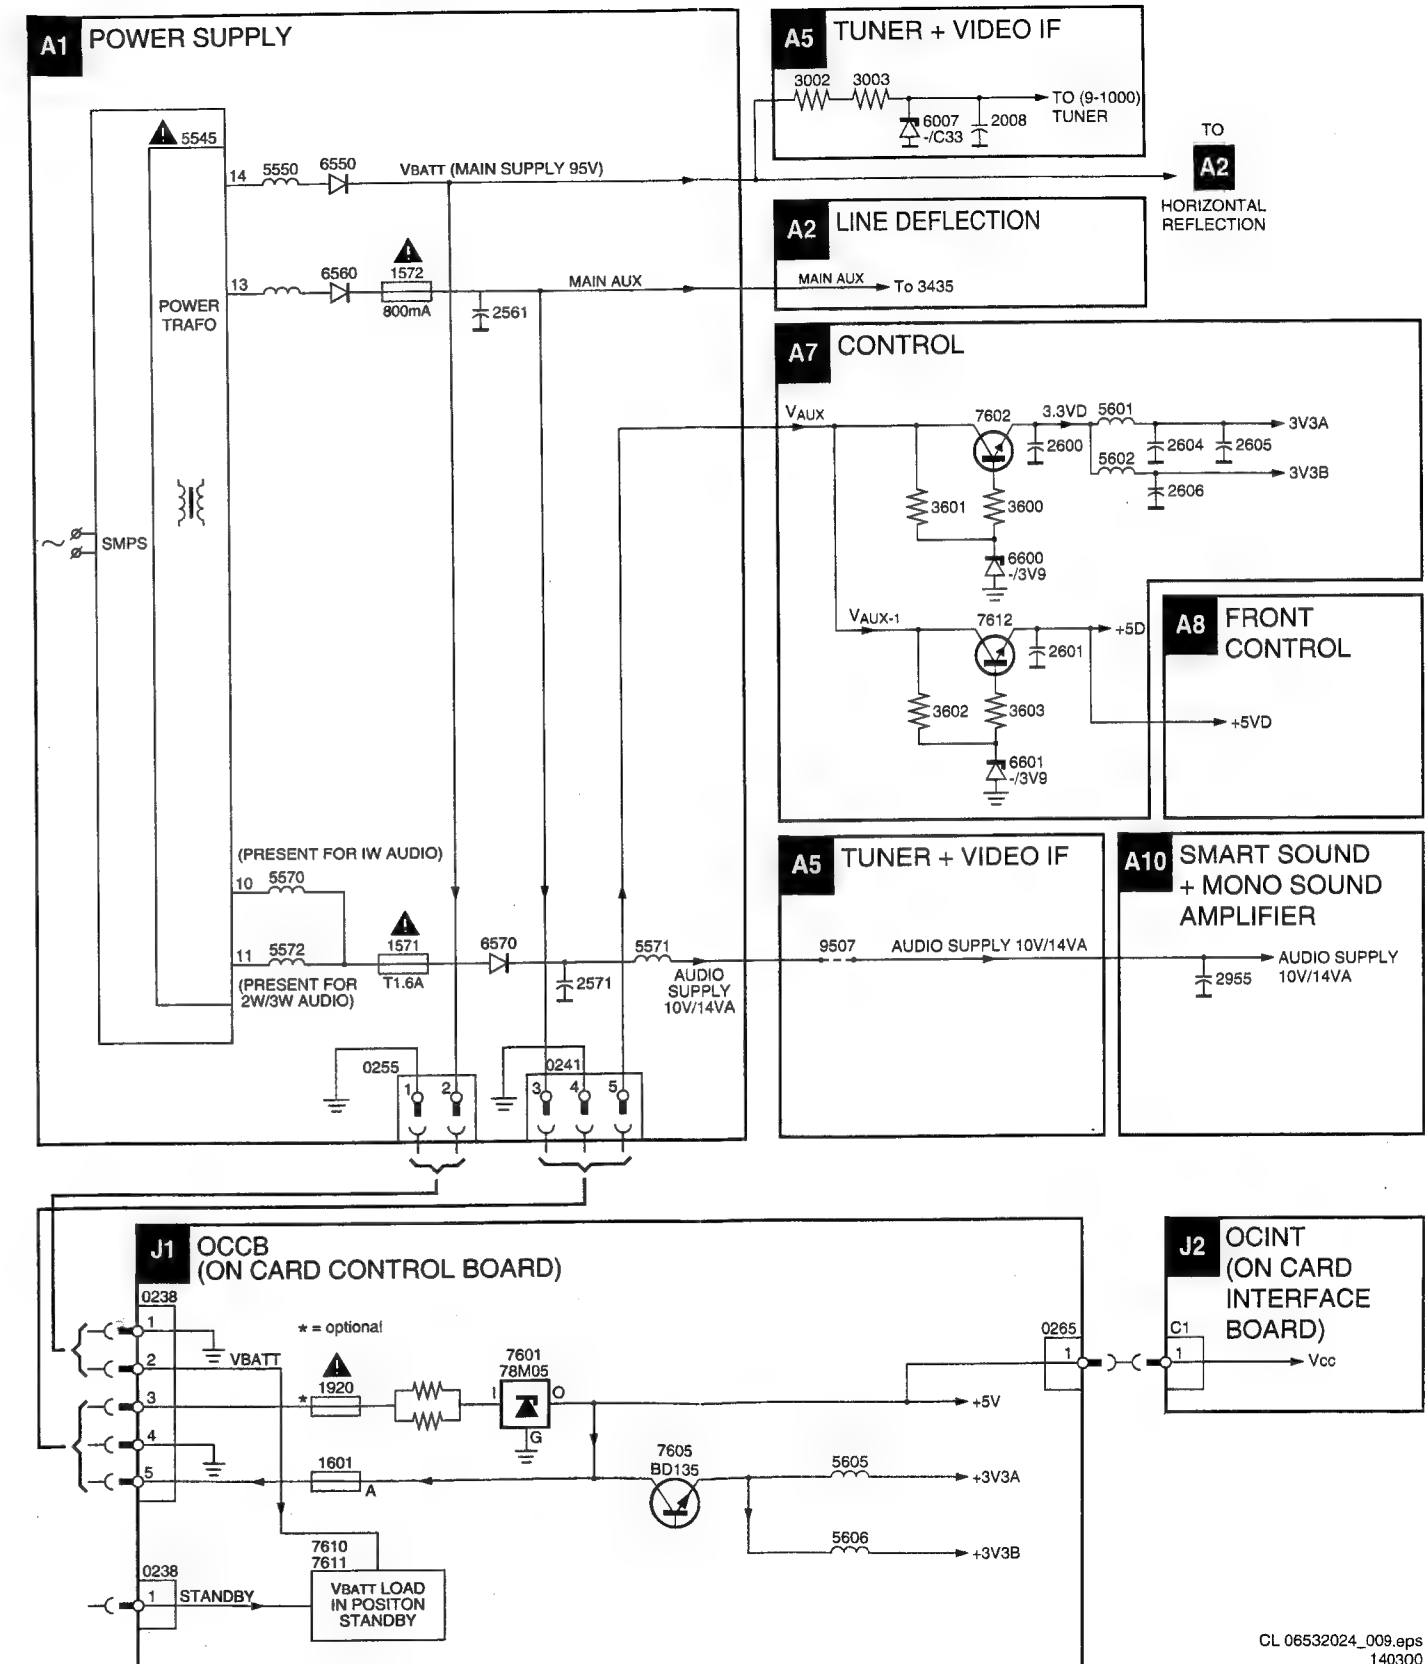 A1 POWER SUPPLY
5545
14
5550
6550
VBATT (MAIN SUPPLY 95V)
13
6560
1572
800mA
2561
MAIN AUX
POWER
TRAFO
SMPS
(PRESENT FOR IW AUDIO)
10
5570
11
5572
(PRESENT FOR
2W/3W AUDIO)
1571
T1.6A
6570
2571
5571
AUDIO
SUPPLY
10V/14VA
0255
1
2
0241
3
4
5
A5 TUNER + VIDEO IF
3002
3003
6007
-/C33
2008
TO (9-1000)
TUNER
TO
A2
HORIZONTAL
REFLECTION
A2 LINE DEFLECTION
MAIN AUX
To 3435
A7 CONTROL
VAUX
7602
3.3VD
5601
3V3A
2600
2604
2605
5602
3V3B
2606
3601
3600
6600
-/3V9
VAUX-1
7612
+5D
2601
3602
3603
6601
-/3V9
A8 FRONT
CONTROL
+5VD
A5 TUNER + VIDEO IF
9507
AUDIO SUPPLY 10V/14VA
A10 SMART SOUND
+ MONO SOUND
AMPLIFIER
AUDIO SUPPLY
10V/14VA
2955
J1 OCCB
(ON CARD CONTROL BOARD)
0238
1
2
3
4
5
* = optional
VBATT
*
1920
7601
78M05
I
O
G
+5V
0265
1
1601
A
7605
BD135
5605
+3V3A
5606
+3V3B
7610
7611
VBATT LOAD
IN POSITON
STANDBY
0238
1
STANDBY
J2 OCINT
(ON CARD
INTERFACE
BOARD)
C1
1
Vcc
CL 06532024_009.eps
140300